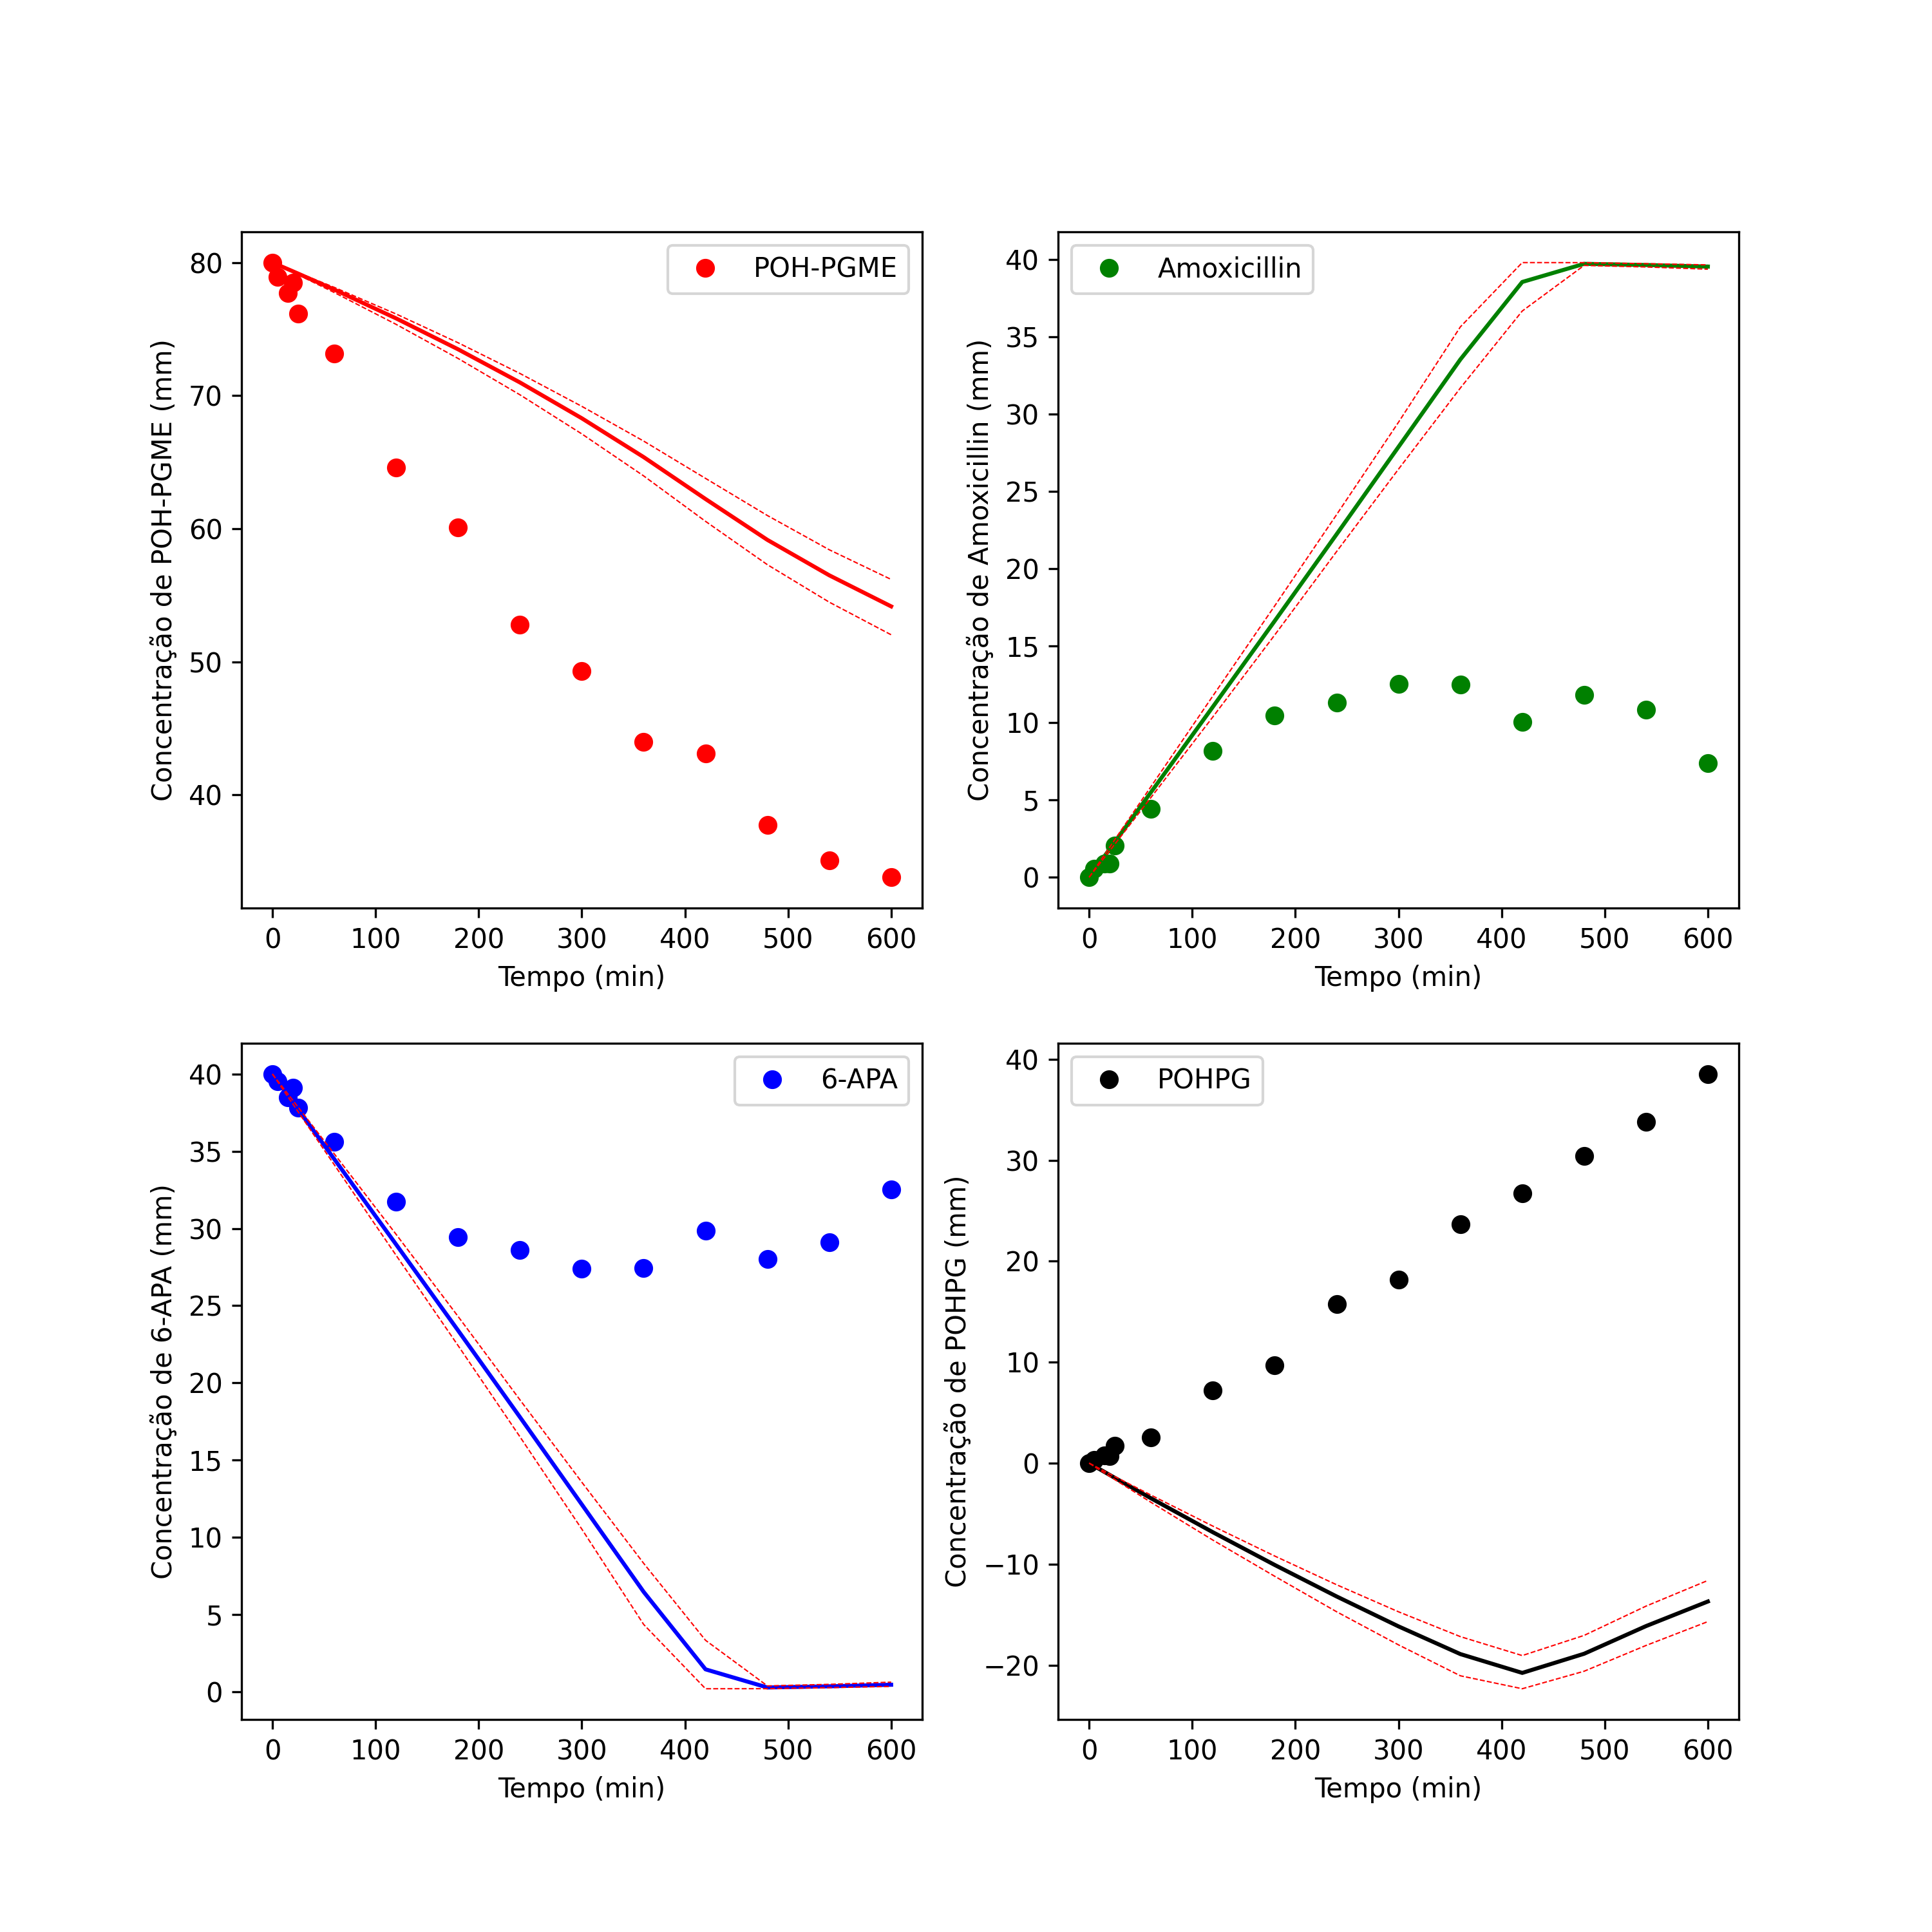 POH-PGME
Concentração de POH-PGME (mm)
80
70
60
50
40
0 100 200 300 400 500 600
Tempo (min)
Amoxicillin
Concentração de Amoxicillin (mm)
40
35
30
25
20
15
10
5
0
0 100 200 300 400 500 600
Tempo (min)
6-APA
Concentração de 6-APA (mm)
40
35
30
25
20
15
10
5
0
0 100 200 300 400 500 600
Tempo (min)
POHPG
Concentração de POHPG (mm)
40
30
20
10
0
−10
−20
0 100 200 300 400 500 600
Tempo (min)